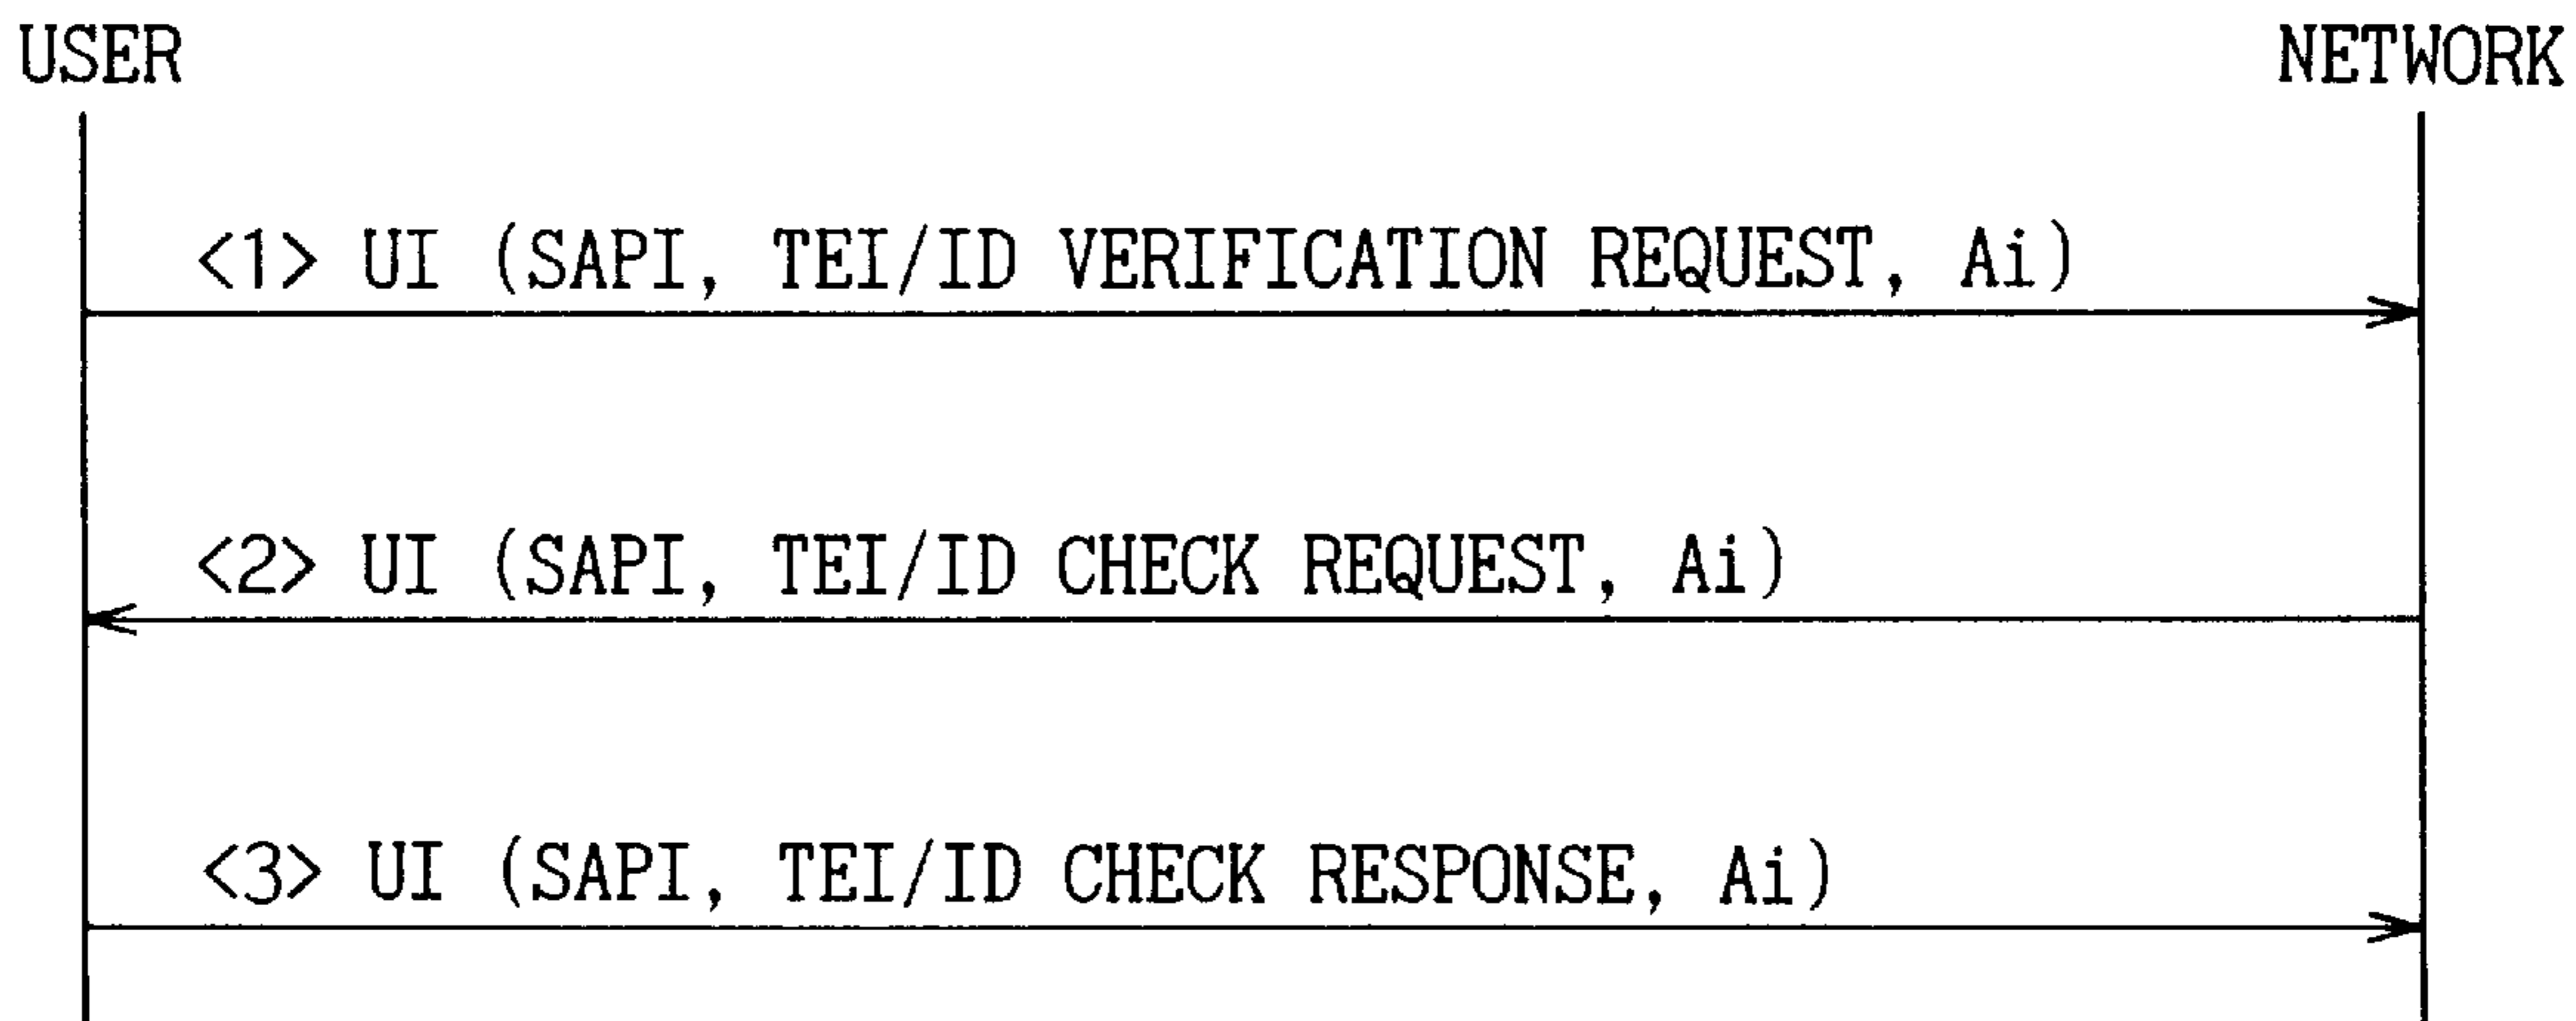 USER NETWORK
<1> UI (SAPI, TEI/ID VERIFICATION REQUEST, Ai)
<2> UI (SAPI, TEI/ID CHECK REQUEST, Ai)
<3> UI (SAPI, TEI/ID CHECK RESPONSE, Ai)